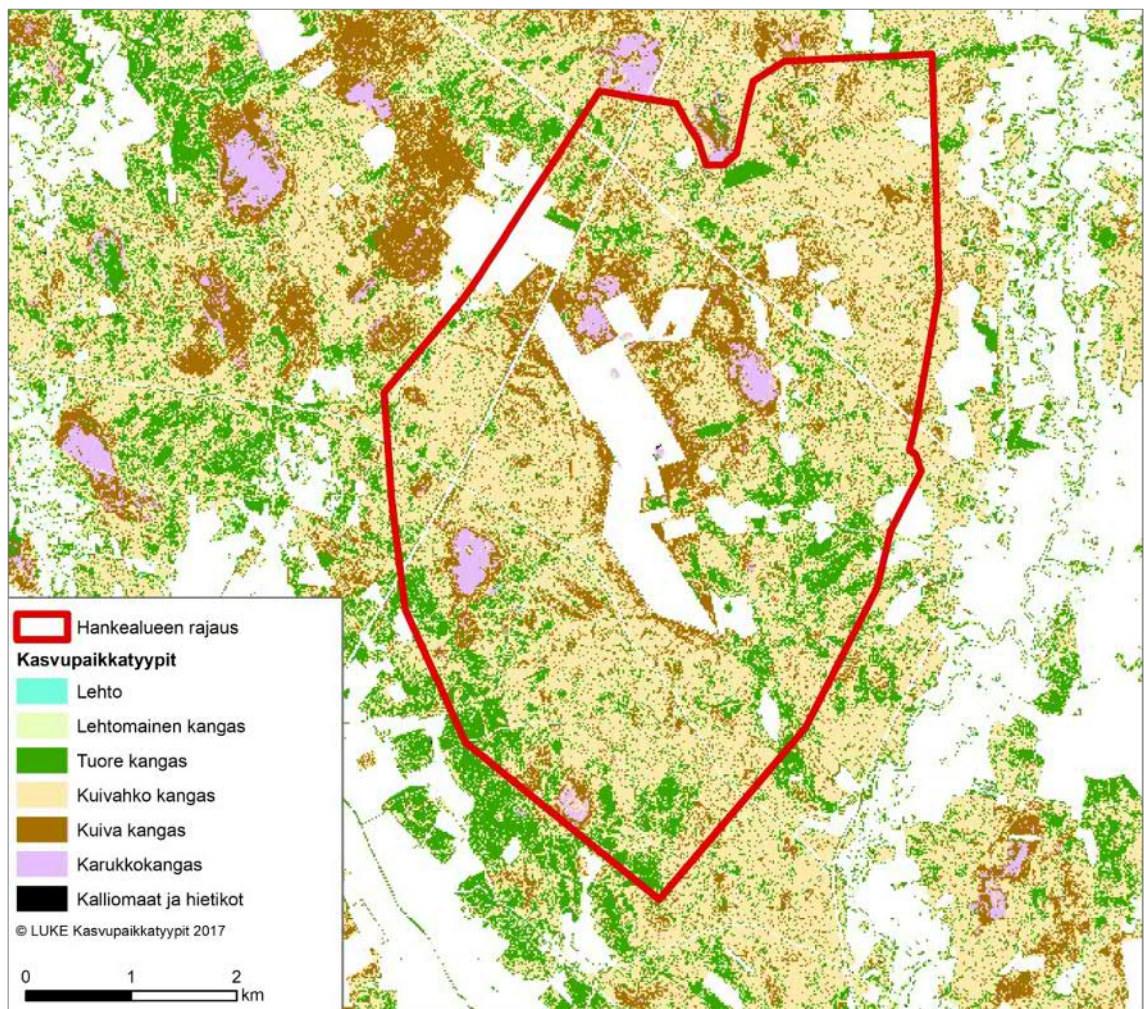 Hankealueen rajaus
Kasvupaikkatyypit
Lehto
Lehtomainen kangas
Tuore kangas
Kuivahko kangas
Kuiva kangas
Karukkokangas
Kalliomaat ja hietikot
© LUKE Kasvupaikkatyypit 2017
0 1 2
km